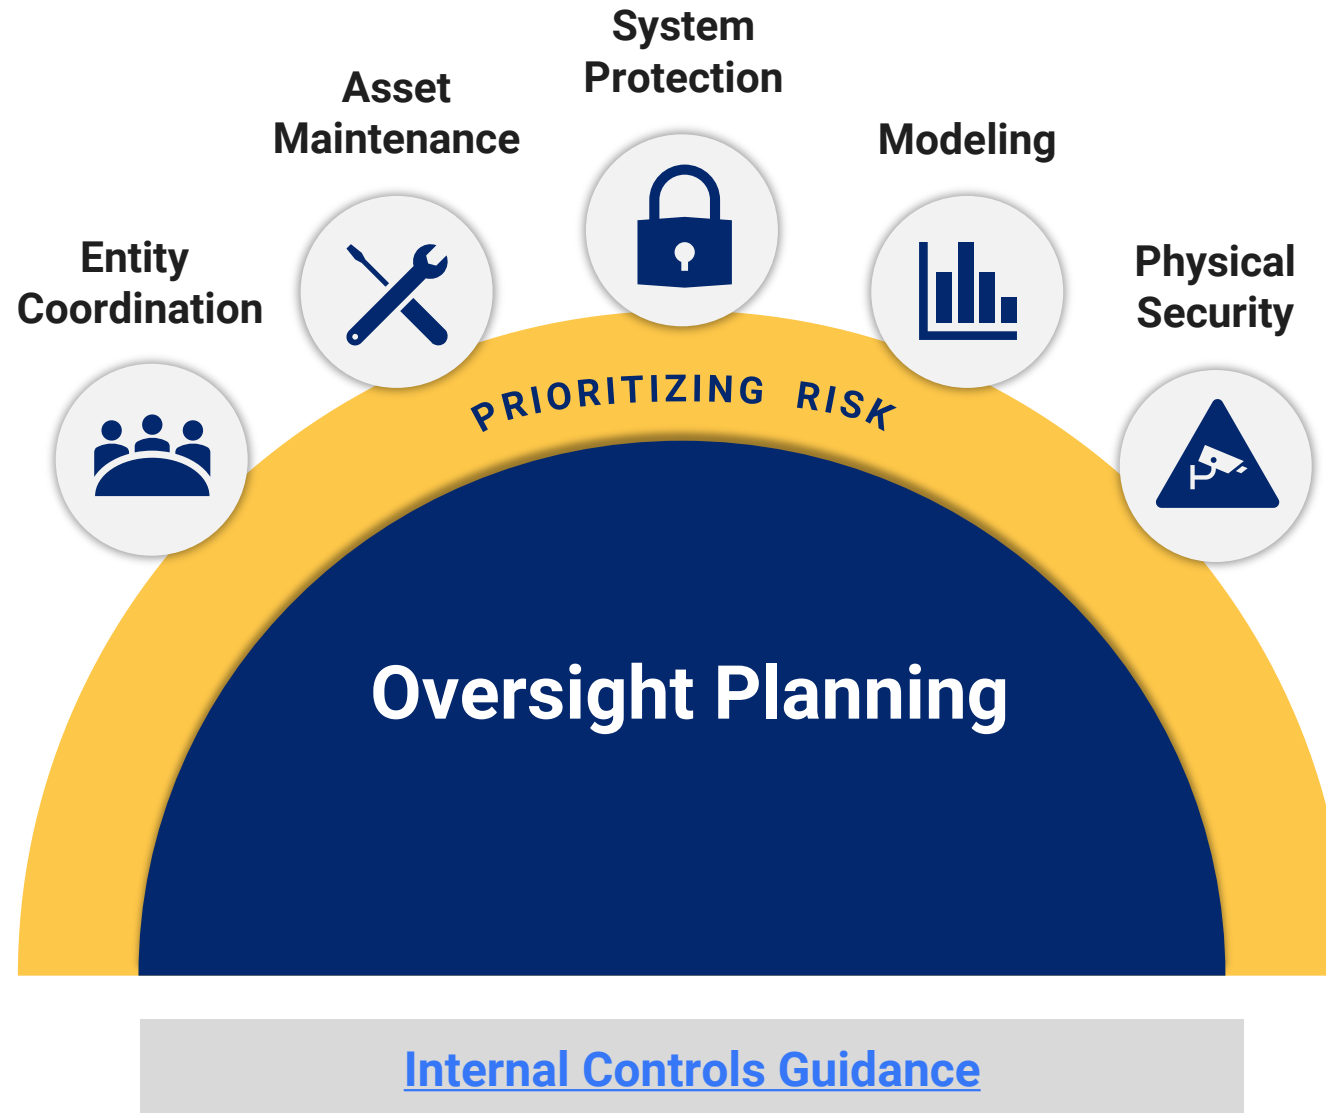 System
Protection
Asset
Maintenance
Modeling
Entity
Coordination
Physical
Security
PRIORITIZING RISK
Oversight Planning
Internal Controls Guidance